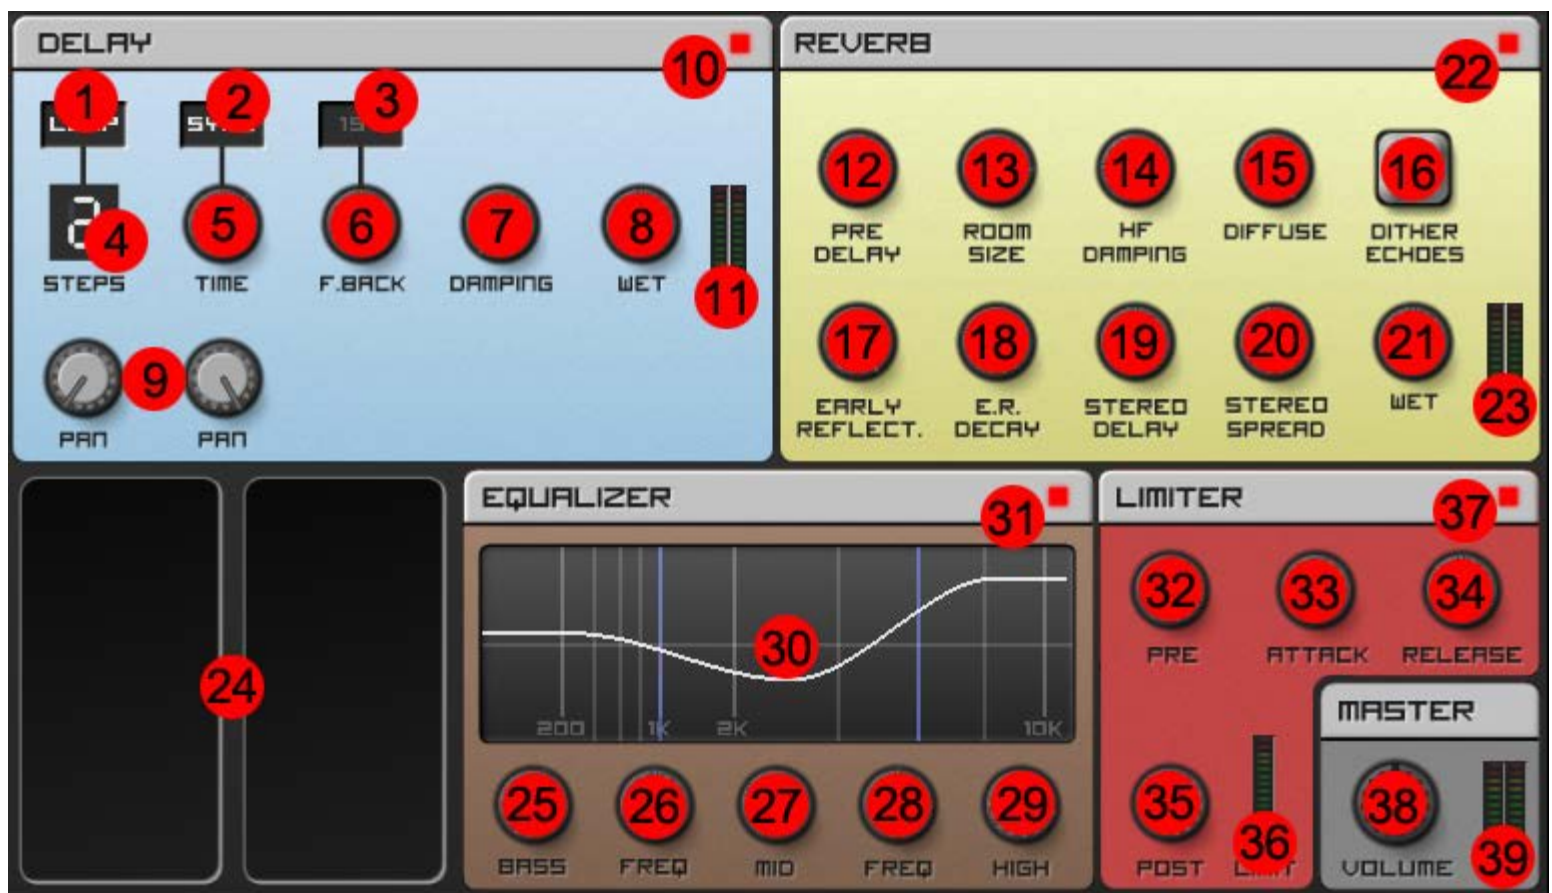 DELAY
10
1
2
3
4
5
6
7
8
STEPS
TIME
F.BACK
DAMPING
WET
11
9
PAN
PAN
REVERB
22
12
13
14
15
16
PRE DELAY
ROOM SIZE
HF DAMPING
DIFFUSE
DITHER ECHOES
17
18
19
20
21
EARLY REFLECT.
E.R. DECAY
STEREO DELAY
STEREO SPREAD
WET
23
24
EQUALIZER
31
30
200
1K
2K
10K
25
26
27
28
29
BASS
FREQ
MID
FREQ
HIGH
LIMITER
37
32
33
34
PRE
ATTACK
RELEASE
35
36
POST
MASTER
38
VOLUME
39